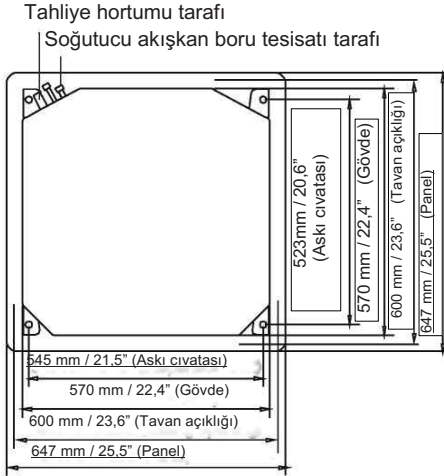 Tahliye hortumu tarafı
Soğutucu akışkan boru tesisatı tarafı
523mm / 20,6"
(Askı cıvatası)
570 mm / 22,4" (Gövde)
600 mm / 23,6" (Tavan açıklığı)
647 mm / 25,5" (Panel)
545 mm / 21.5" (Askı cıvatası)
570 mm / 22,4" (Gövde)
600 mm / 23,6" (Tavan açıklığı)
647 mm / 25,5" (Panel)